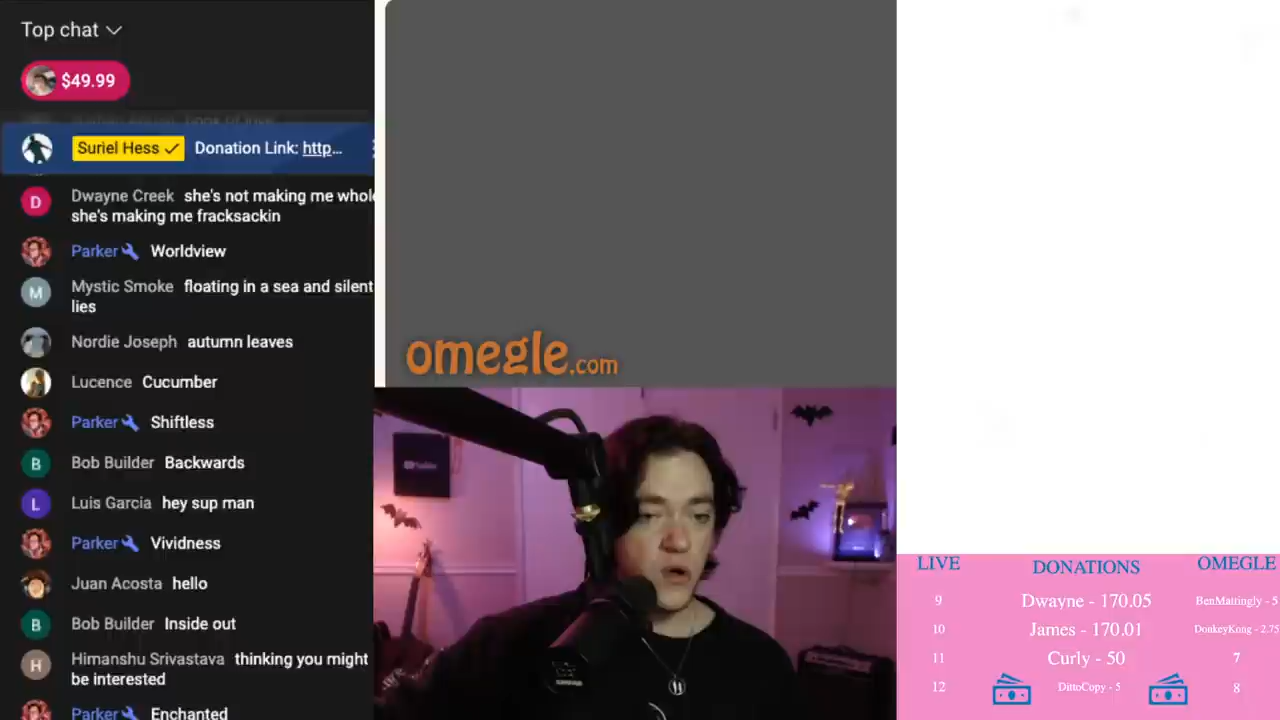 Top chat
$49.99
Suriel Hess Donation Link: http...
Dwayne Creek she's not making me whole
she's making me fracksackin
Parker Worldview
Mystic Smoke floating in a sea and silent
lies
Nordie Joseph autumn leaves
Lucence Cucumber
Parker Shiftless
Bob Builder Backwards
Luis Garcia hey sup man
Parker Vividness
Juan Acosta hello
Bob Builder Inside out
Himanshu Srivastava thinking you might
be interested
Parker Enchanted
D
M
B
L
B
H
omegle.com
YouTube
LIVE DONATIONS OMEGLE
9 Dwayne - 170.05 BenMattingly - 5
10 James - 170.01 DonkeyKong - 2.75
11 Curly - 50 7
12 DittoCopy - 5 8